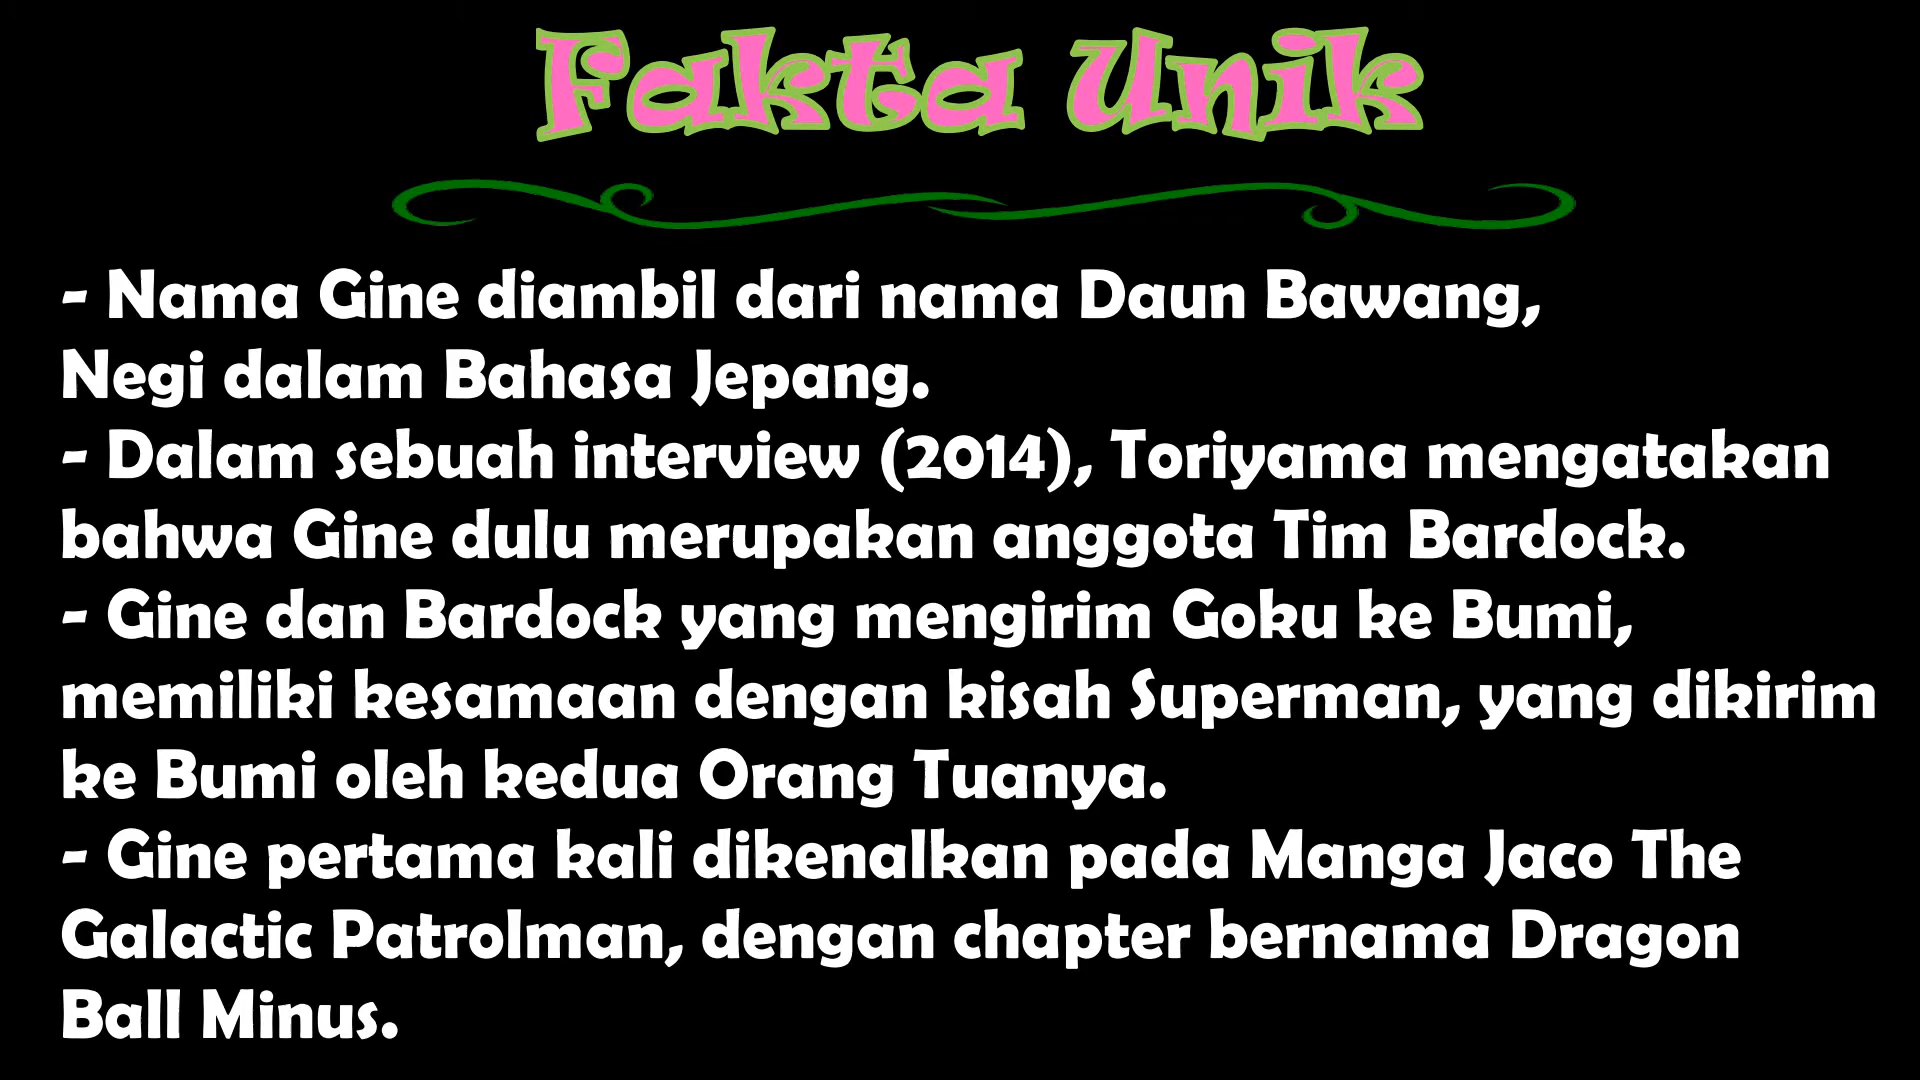 Fakta Unik
- Nama Gine diambil dari nama Daun Bawang,
Negi dalam Bahasa Jepang.
- Dalam sebuah interview (2014), Toriyama mengatakan
bahwa Gine dulu merupakan anggota Tim Bardock.
- Gine dan Bardock yang mengirim Goku ke Bumi,
memiliki kesamaan dengan kisah Superman, yang dikirim
ke Bumi oleh kedua Orang Tuanya.
- Gine pertama kali dikenalkan pada Manga Jaco The
Galactic Patrolman, dengan chapter bernama Dragon
Ball Minus.